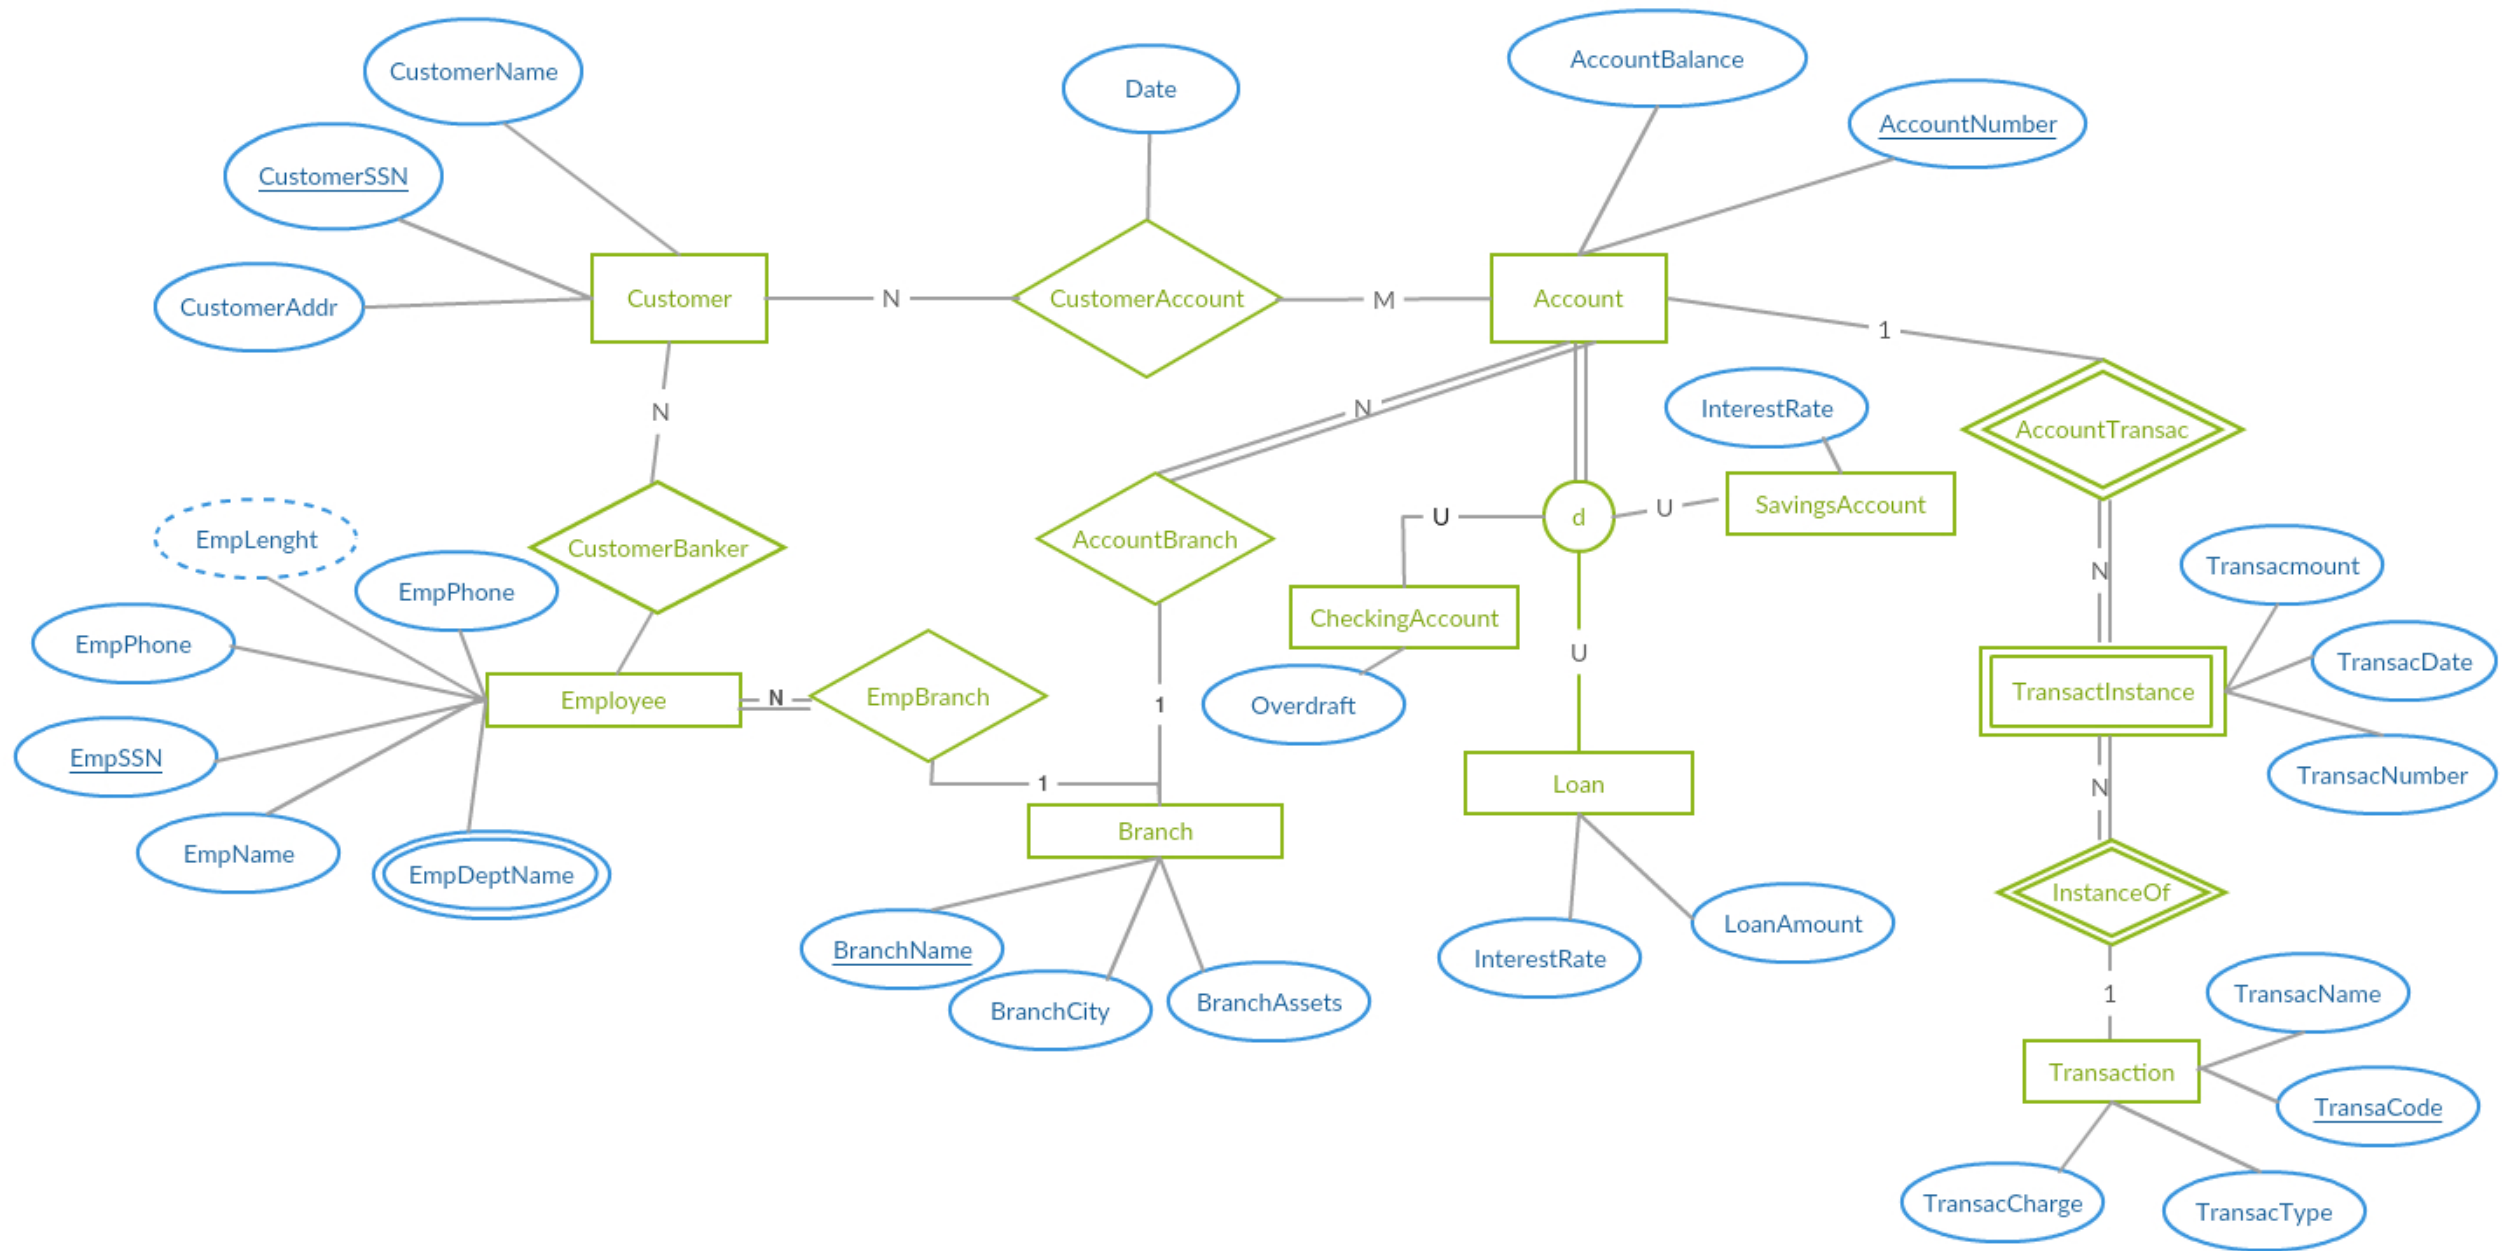 CustomerName
Date
AccountBalance
AccountNumber
CustomerSSN
CustomerAddr
Customer
N
CustomerAccount
M
Account
1
N
N
InterestRate
AccountTransac
EmpLenght
CustomerBanker
AccountBranch
U
d
U
SavingsAccount
EmpPhone
N
Transacmount
EmpPhone
CheckingAccount
U
TransacDate
Employee
N
EmpBranch
1
Overdraft
TransactInstance
EmpSSN
1
Loan
N
TransacNumber
Branch
EmpName
EmpDeptName
InstanceOf
BranchName
LoanAmount
InterestRate
BranchCity
BranchAssets
1
TransacName
Transaction
TransaCode
TransacCharge
TransacType